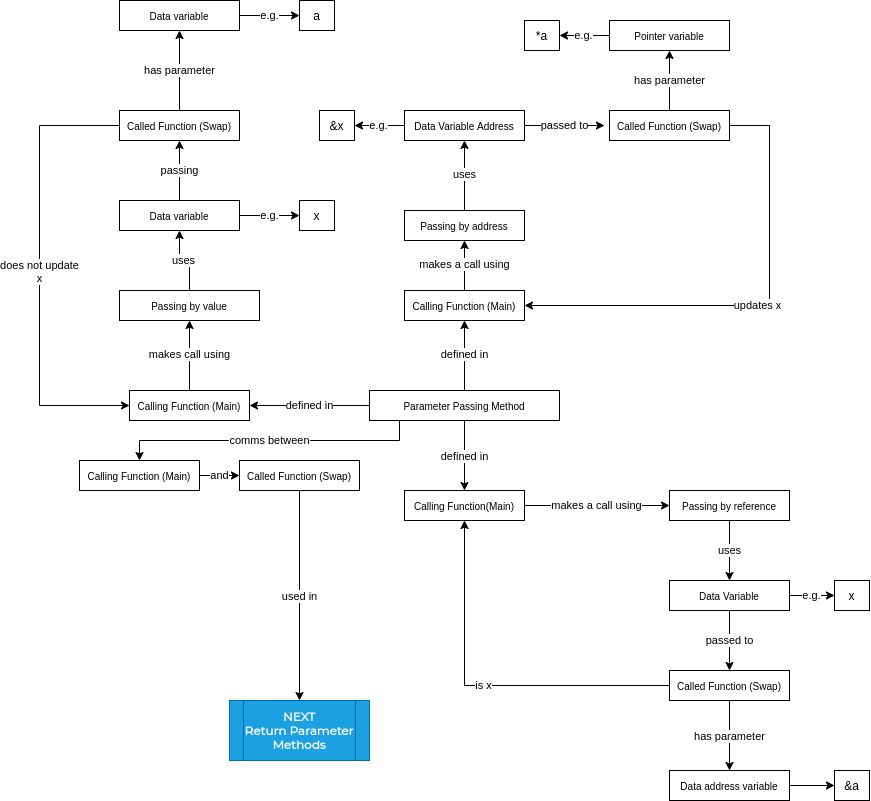 Data variable
e.g.
a
*a
e.g.
Pointer variable
has parameter
has parameter
Called Function (Swap)
&x
e.g.
Data Variable Address
passed to
Called Function (Swap)
passing
uses
Data variable
e.g.
x
Passing by address
uses
does not update
x
makes a call using
Passing by value
Calling Function (Main)
updates x
makes call using
defined in
Calling Function (Main)
defined in
Parameter Passing Method
comms between
defined in
Calling Function (Main)
and
Called Function (Swap)
Calling Function(Main)
makes a call using
Passing by reference
uses
used in
Data Variable
e.g.
x
passed to
is x
Called Function (Swap)
NEXT
Return Parameter
Methods
has parameter
Data address variable
&a